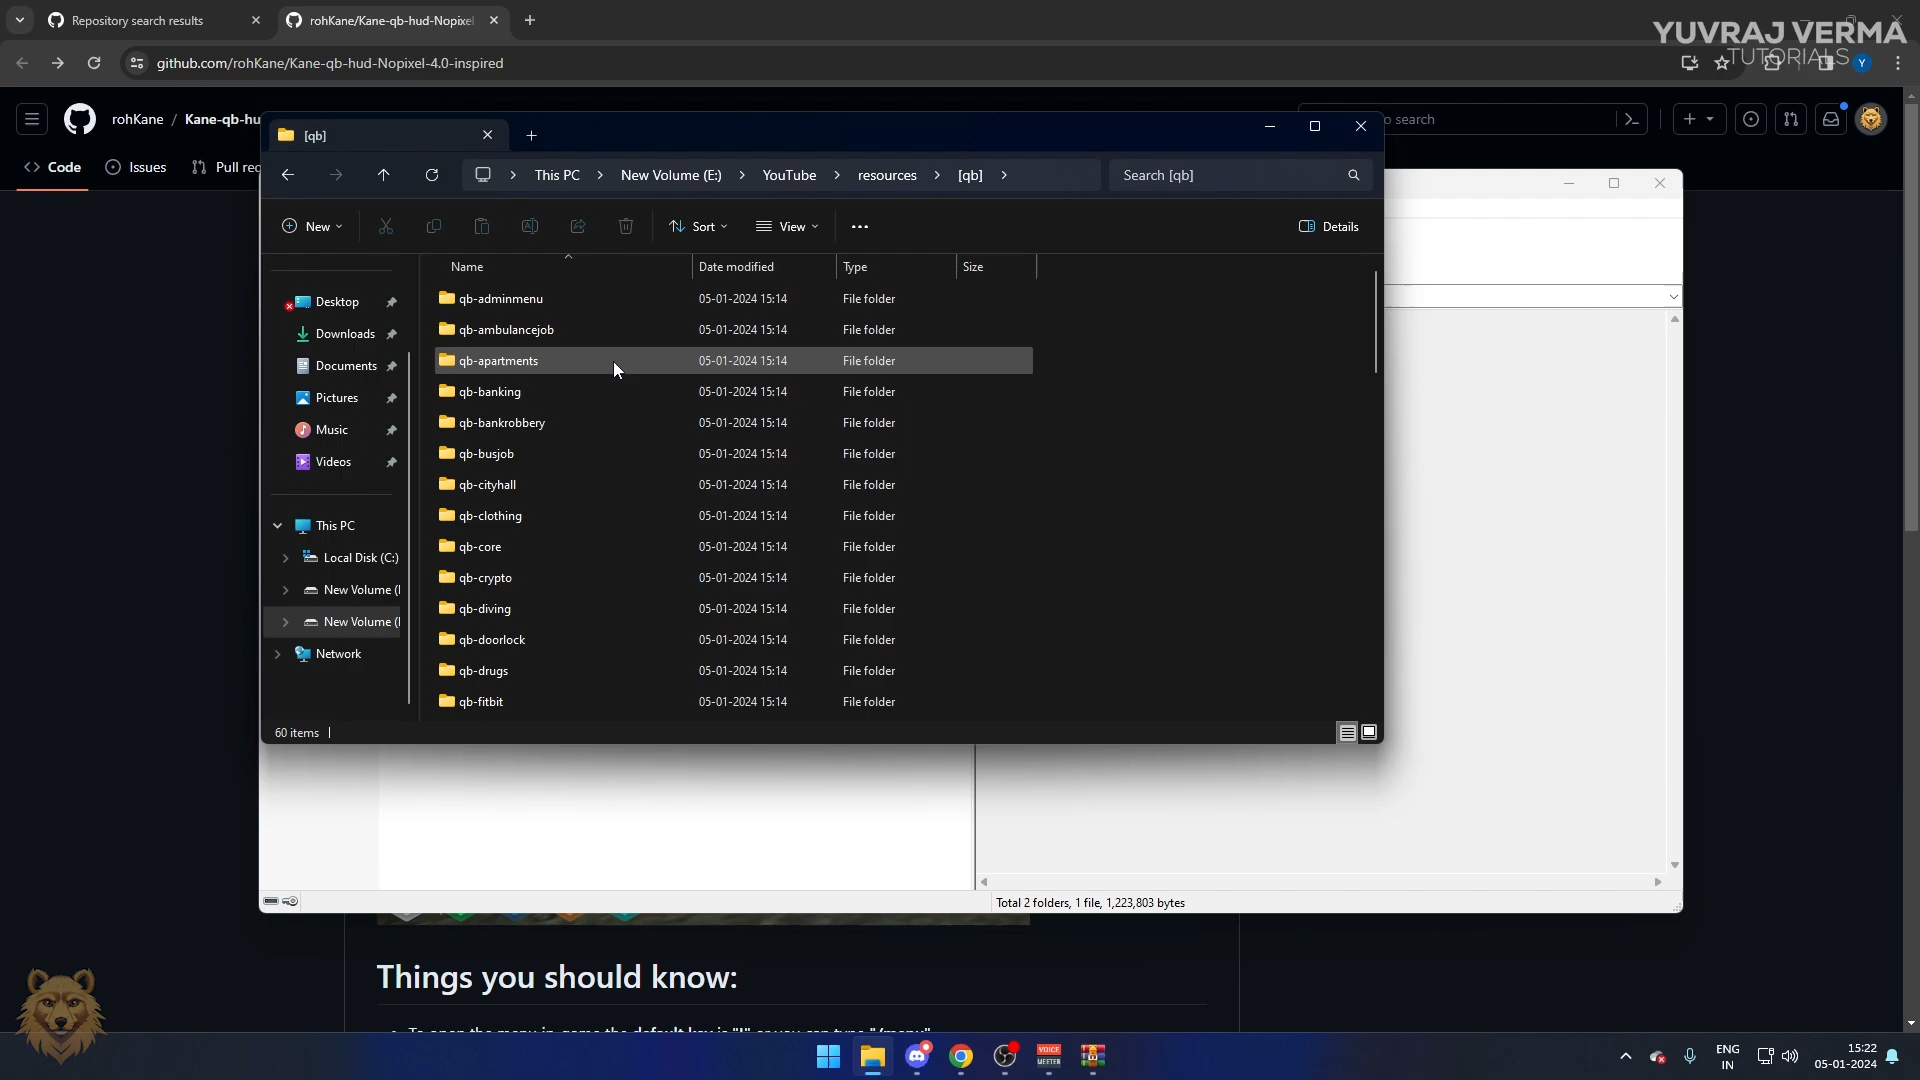 Repository search results
rohKane/Kane-qb-hud-Nopixel
YUVRAJ VERMA
TUTORIALS
github.com/rohKane/Kane-qb-hud-Nopixel-4.0-inspired
Y
rohKane / Kane-qb-hu
o search
Code
Issues
Pull req
[qb]
This PC
New Volume (E:)
YouTube
resources
[qb]
Search [qb]
New
Sort
View
Details
Name
Date modified
Type
Size
Desktop
Downloads
Documents
Pictures
Music
Videos
This PC
Local Disk (C:)
New Volume (
New Volume (
Network
qb-adminmenu 05-01-2024 15:14 File folder
qb-ambulancejob 05-01-2024 15:14 File folder
qb-apartments 05-01-2024 15:14 File folder
qb-banking 05-01-2024 15:14 File folder
qb-bankrobbery 05-01-2024 15:14 File folder
qb-busjob 05-01-2024 15:14 File folder
qb-cityhall 05-01-2024 15:14 File folder
qb-clothing 05-01-2024 15:14 File folder
qb-core 05-01-2024 15:14 File folder
qb-crypto 05-01-2024 15:14 File folder
qb-diving 05-01-2024 15:14 File folder
qb-doorlock 05-01-2024 15:14 File folder
qb-drugs 05-01-2024 15:14 File folder
qb-fitbit 05-01-2024 15:14 File folder
60 items
Total 2 folders, 1 file, 1,223,803 bytes
Things you should know:
VOICE
MEETER
ENG
IN
15:22
05-01-2024